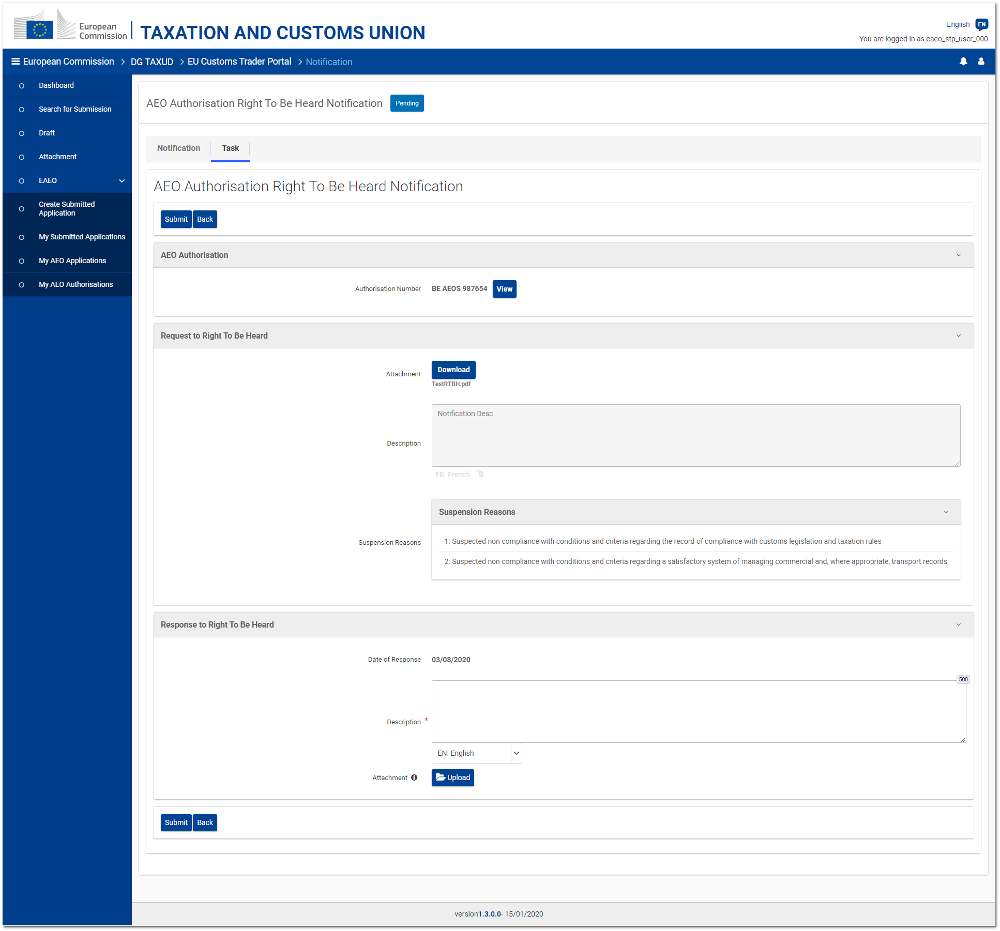 European
Commission
TAXATION AND CUSTOMS UNION
English EN
You are logged-in as eaeo_stp_user_000
European Commission > DG TAXUD > EU Customs Trader Portal > Notification
Dashboard
Search for Submission
Draft
Attachment
EAEO
Create Submitted
Application
My Submitted Applications
My AEO Applications
My AEO Authorisations
AEO Authorisation Right To Be Heard Notification Pending
Notification Task
AEO Authorisation Right To Be Heard Notification
Submit Back
AEO Authorisation
Authorisation Number BE AEOS 987654 View
Request to Right To Be Heard
Attachment Download
TestRTBH.pdf
Notification Desc
Description
FR: French
Suspension Reasons
Suspension Reasons
1: Suspected non compliance with conditions and criteria regarding the record of compliance with customs legislation and taxation rules
2: Suspected non compliance with conditions and criteria regarding a satisfactory system of managing commercial and, where appropriate, transport records
Response to Right To Be Heard
Date of Response 03/08/2020
500
Description *
EN: English
Attachment Upload
Submit Back
version1.3.0.0- 15/01/2020